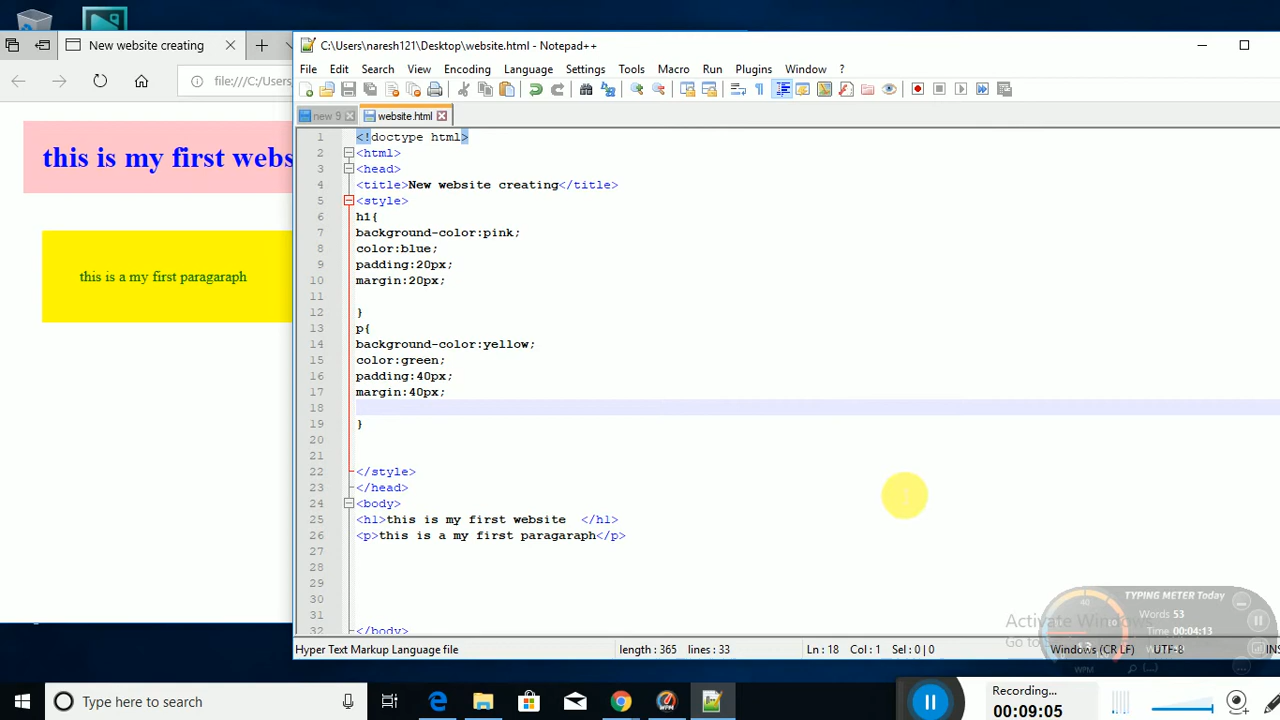 New website creating
file:///C:/Users
this is my first webs
this is a my first paragaraph
C:\Users\naresh121\Desktop\website.html - Notepad++
File Edit Search View Encoding Language Settings Tools Macro Run Plugins Window ?
new 9 website.html
1 <!doctype html>
2 <html>
3 <head>
4 <title>New website creating</title>
5 <style>
6 h1{
7 background-color:pink;
8 color:blue;
9 padding:20px;
10 margin:20px;
11
12 }
13 p{
14 background-color:yellow;
15 color:green;
16 padding:40px;
17 margin:40px;
18
19 }
20
21
22 </style>
23 </head>
24 <body>
25 <h1>this is my first website </h1>
26 <p>this is a my first paragaraph</p>
27
28
29
30
31
32 </body>
TYPING METER Today
Words 53
Time 00:04:13
WPM
Activate Windows
Go to
Hyper Text Markup Language file length : 365 lines : 33 Ln : 18 Col : 1 Sel : 0 | 0 Windows (CR LF) UTF-8 INS
Type here to search
Recording...
00:09:05